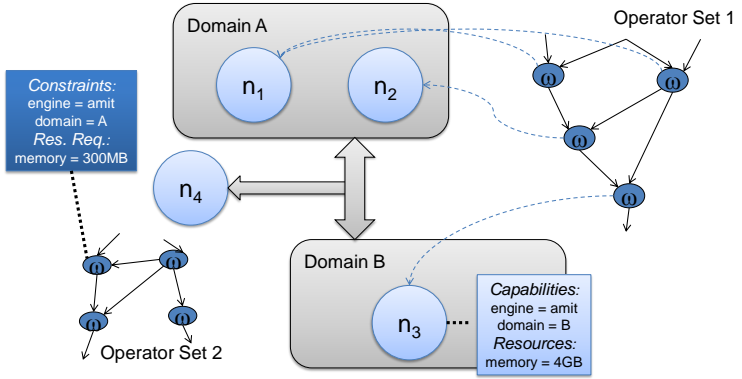 Domain A
Operator Set 1
n1
n2
ω
ω
Constraints:
engine = amit
domain = A
Res. Req.:
memory = 300MB
ω
n4
ω
Domain B
ω
ω
Capabilities:
engine = amit
domain = B
Resources:
memory = 4GB
n3
ω
ω
Operator Set 2